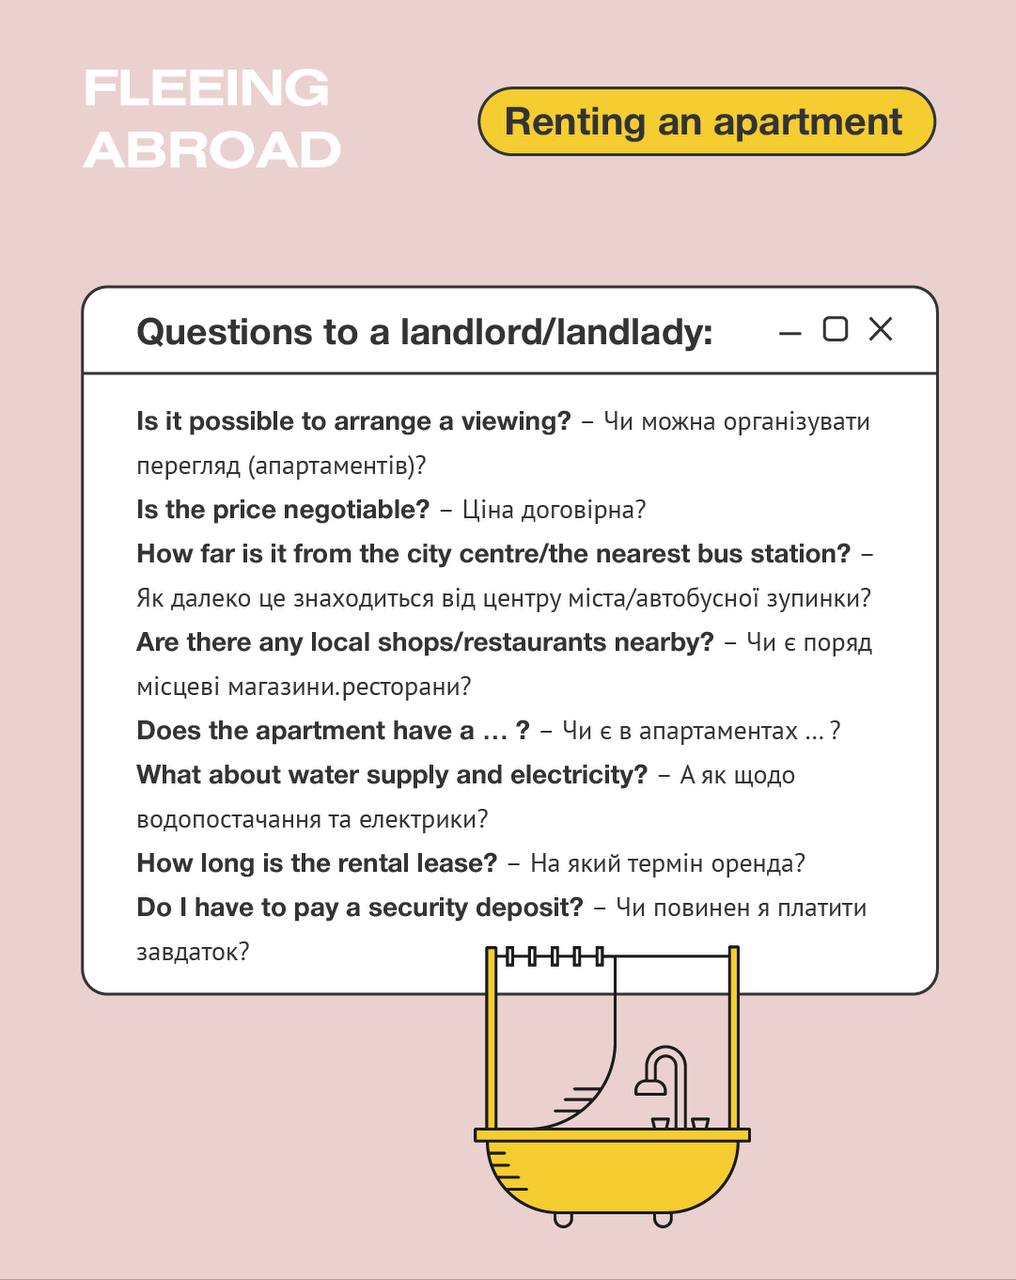 FLEEING
ABROAD
Renting an apartment
Questions to a landlord/landlady:
Is it possible to arrange a viewing? – Чи можна організувати
перегляд (апартаментів)?
Is the price negotiable? – Ціна договірна?
How far is it from the city centre/the nearest bus station? –
Як далеко це знаходиться від центру міста/автобусної зупинки?
Are there any local shops/restaurants nearby? – Чи є поряд
місцеві магазини.ресторани?
Does the apartment have a … ? – Чи є в апартаментах … ?
What about water supply and electricity? – А як щодо
водопостачання та електрики?
How long is the rental lease? – На який термін оренда?
Do I have to pay a security deposit? – Чи повинен я платити
завдаток?